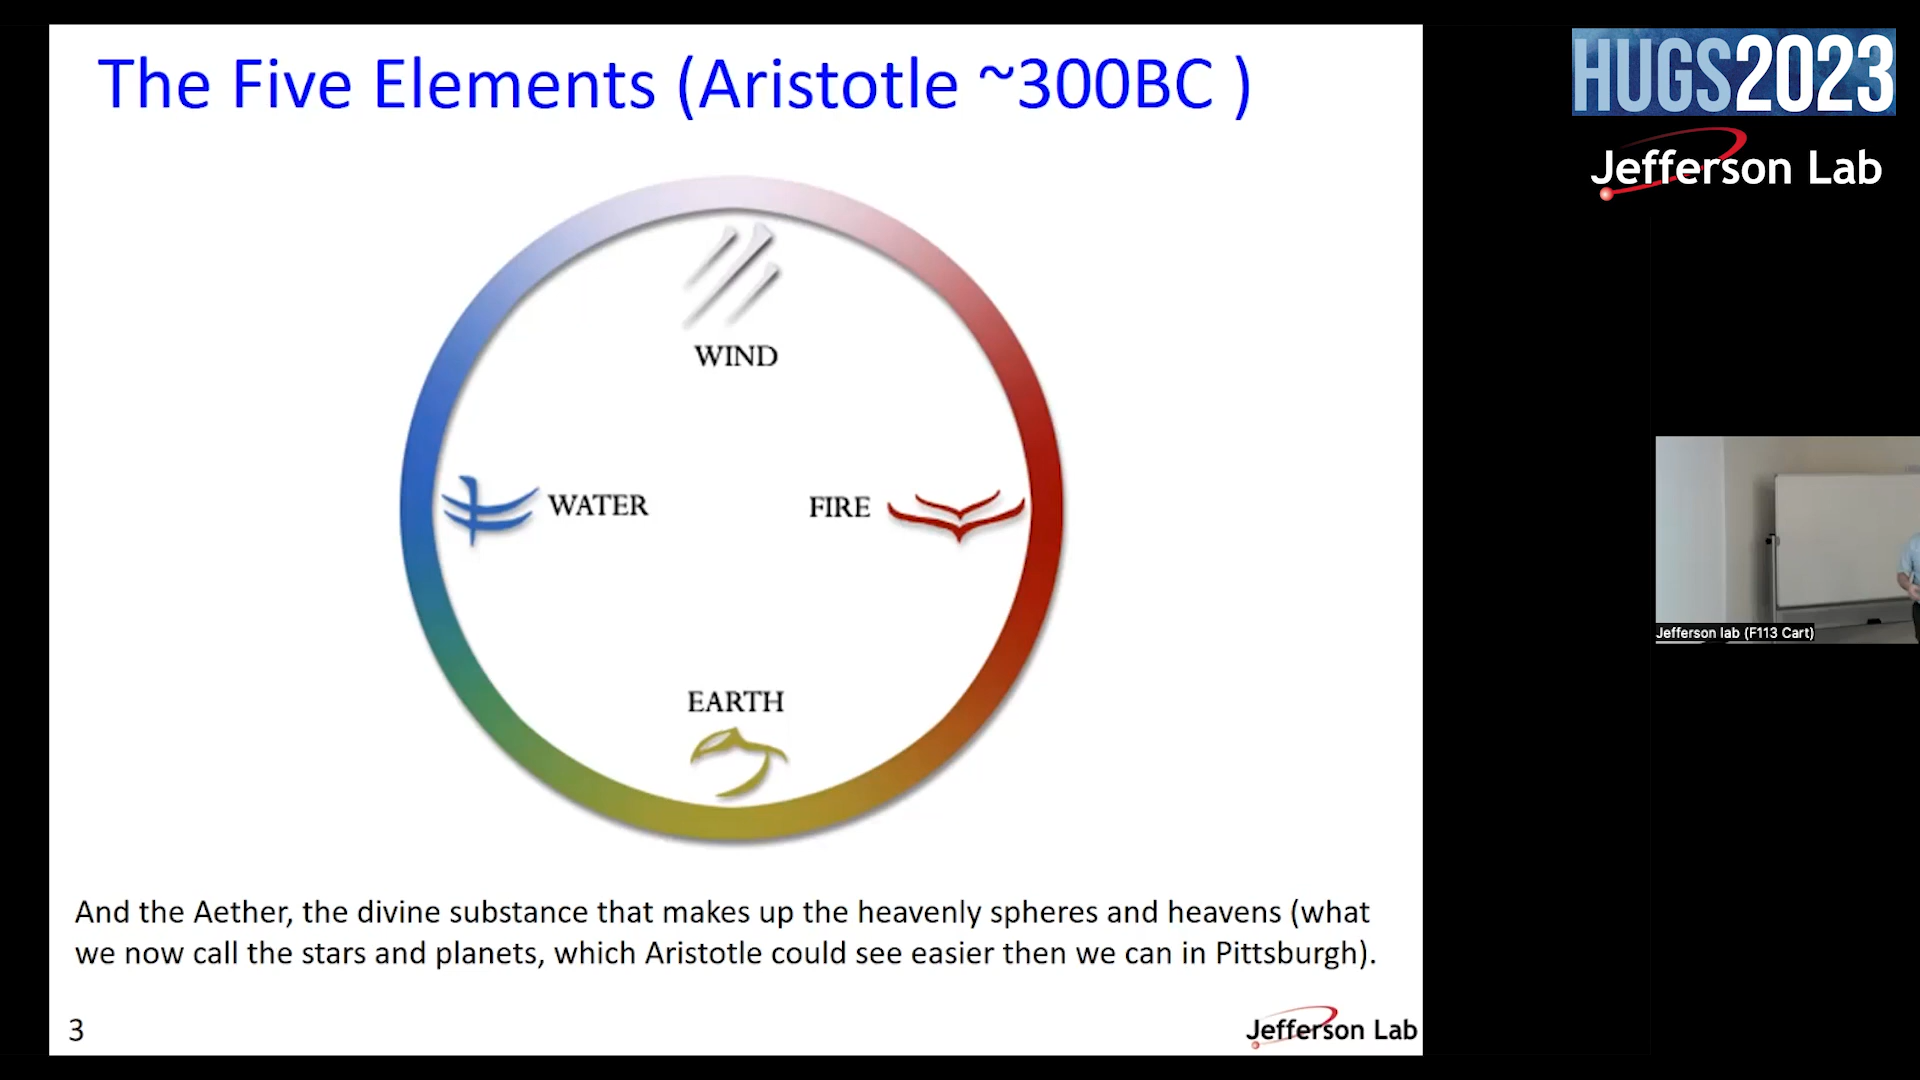 The Five Elements (Aristotle ~300BC )
HUGS2023
Jefferson Lab
WIND
WATER
FIRE
EARTH
Jefferson lab (F113 Cart)
And the Aether, the divine substance that makes up the heavenly spheres and heavens (what
we now call the stars and planets, which Aristotle could see easier then we can in Pittsburgh).
3
Jefferson Lab